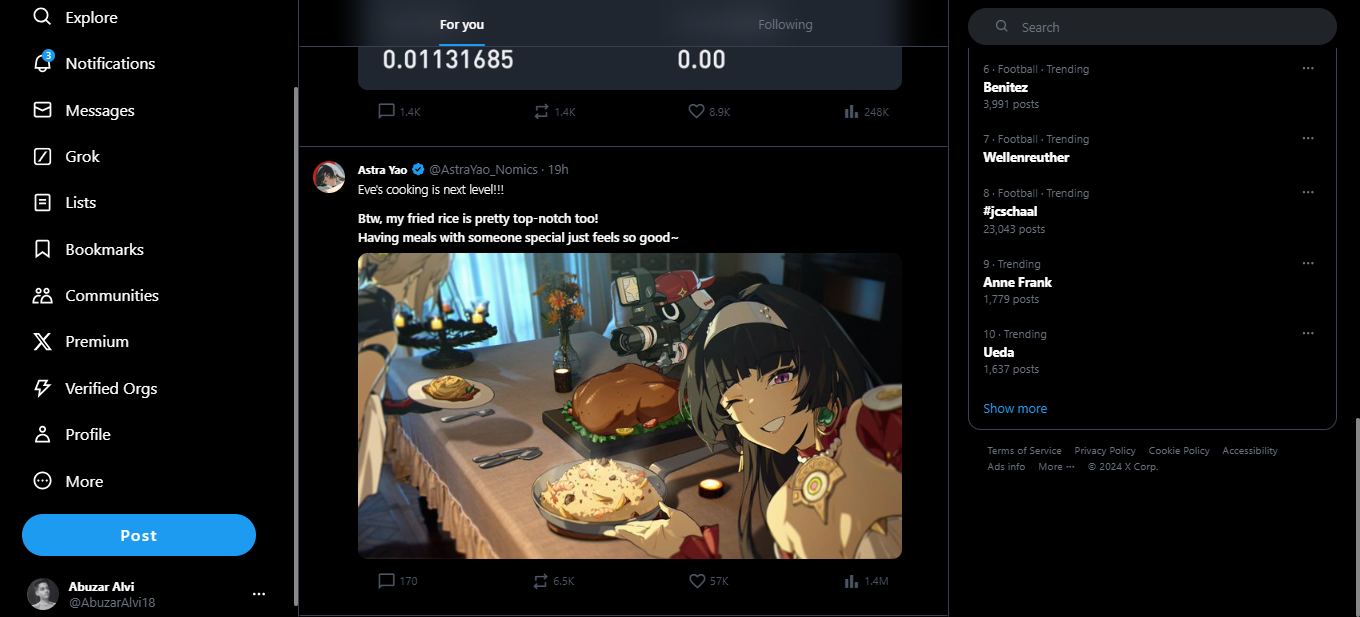 Explore
3
Notifications
Messages
Grok
Lists
Bookmarks
Communities
Premium
Verified Orgs
Profile
More
Post
Abuzar Alvi
@AbuzarAlvi18
For you
Following
0.01131685
0.00
1.4K
1.4K
8.9K
248K
Astra Yao @AstraYao_Nomics · 19h
Eve's cooking is next level!!!
Btw, my fried rice is pretty top-notch too!
Having meals with someone special just feels so good~
170
6.5K
57K
1.4M
Search
6 · Football · Trending
Benitez
3,991 posts
7 · Football · Trending
Wellenreuther
8 · Football · Trending
#jcschaal
23,043 posts
9 · Trending
Anne Frank
1,779 posts
10 · Trending
Ueda
1,637 posts
Show more
Terms of Service Privacy Policy Cookie Policy Accessibility
Ads info More ··· © 2024 X Corp.